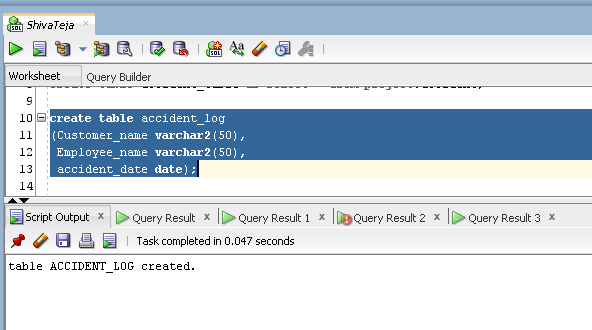 ShivaTeja
SQL
Aa
Worksheet Query Builder
9
10 create table accident_log
11 (Customer_name varchar2(50),
12 Employee_name varchar2(50),
13 accident_date date);
14
Script Output x Query Result x Query Result 1 x Query Result 2 x Query Result 3 x
Task completed in 0.047 seconds
table ACCIDENT_LOG created.